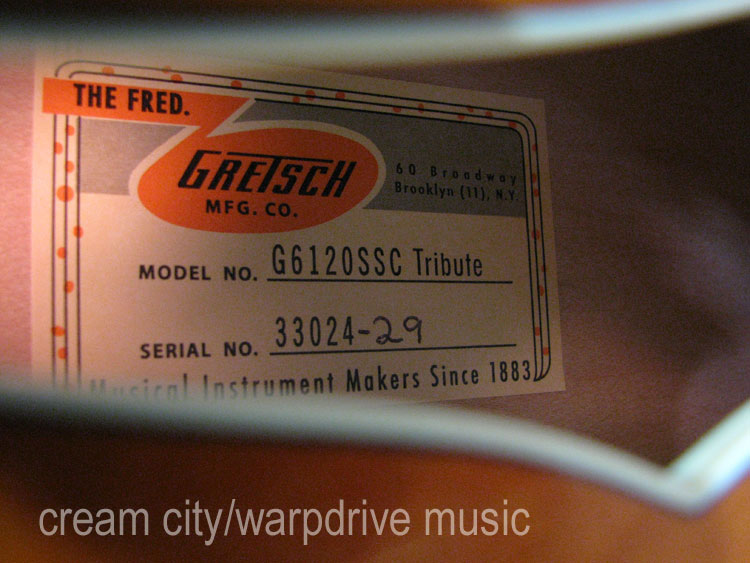 THE FRED.
GRETSCH
MFG. CO.
60 Broadway
Brooklyn (11), N.Y.
MODEL NO. G6120SSC Tribute
SERIAL NO. 33024-29
Musical Instrument Makers Since 1883
cream city/warpdrive music